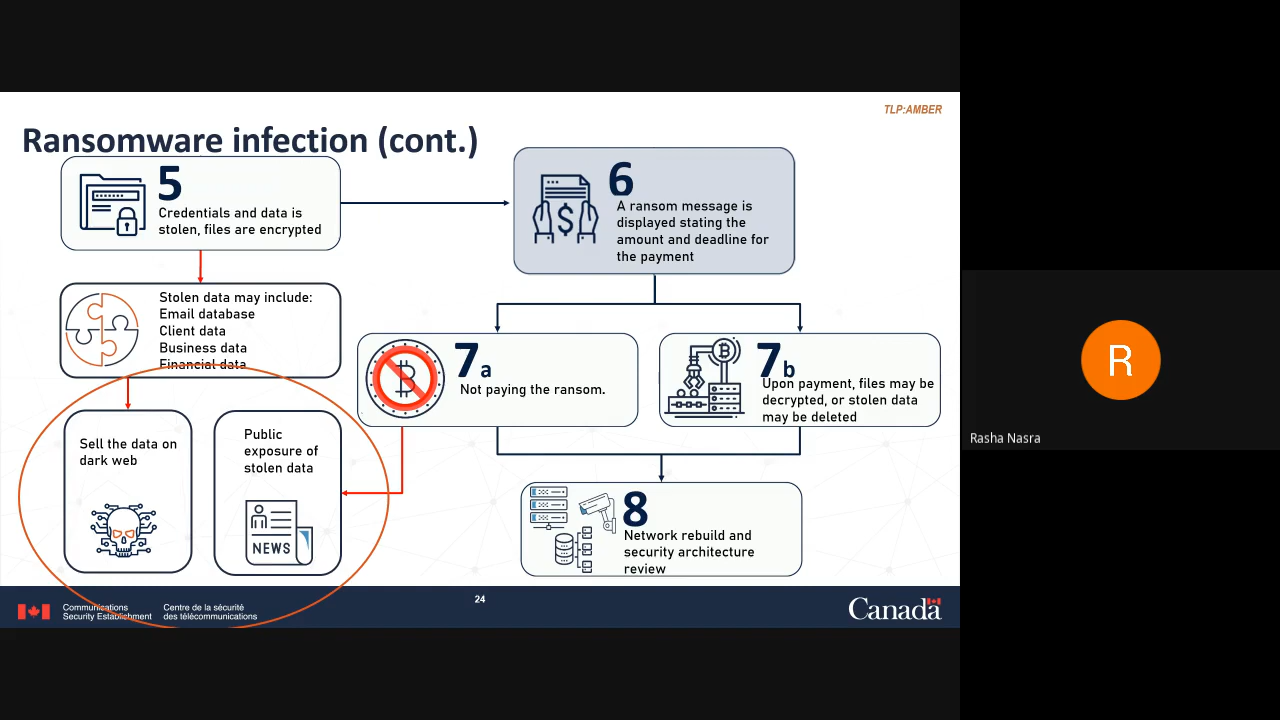 TLP:AMBER
Ransomware infection (cont.)
5
Credentials and data is
stolen, files are encrypted
6
A ransom message is
displayed stating the
amount and deadline for
the payment
Stolen data may include:
Email database
Client data
Business data
Financial data
7a
Not paying the ransom.
7b
Upon payment, files may be
decrypted, or stolen data
may be deleted
Sell the data on
dark web
Public
exposure of
stolen data
NEWS
8
Network rebuild and
security architecture
review
Communications
Security Establishment
Centre de la sécurité
des télécommunications
24
Canada
R
Rasha Nasra